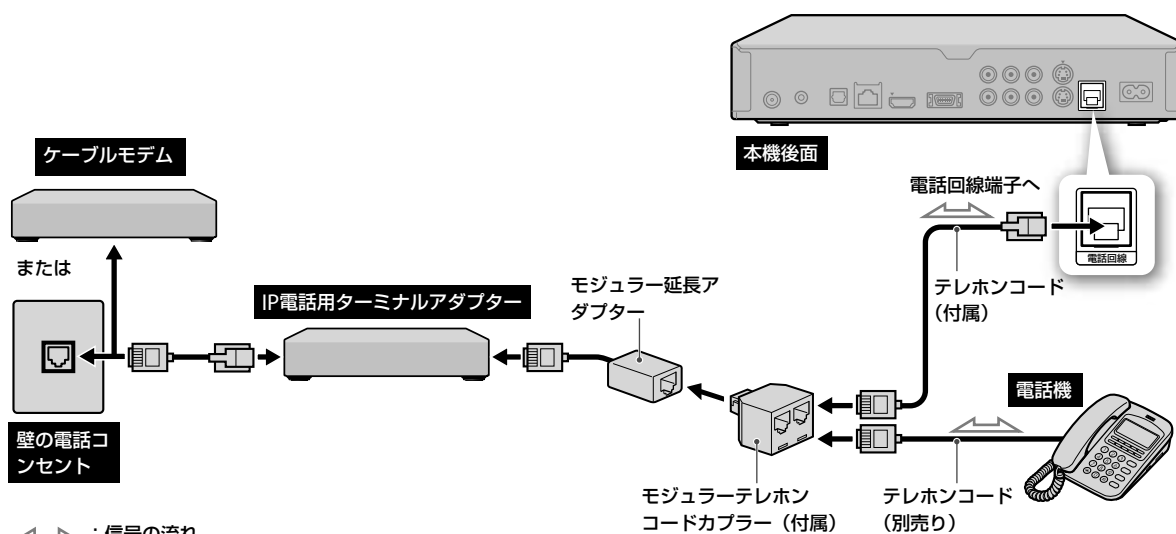 本機後面
ケーブルモデム
電話回線端子へ
または
電話回線
IP電話用ターミナルアダプター
モジュラー延長ア
ダプター
テレホンコード
(付属)
電話機
壁の電話コ
ンセント
モジュラーテレホン
コードカプラー(付属)
テレホンコード
(別売り)
:信号の流れ